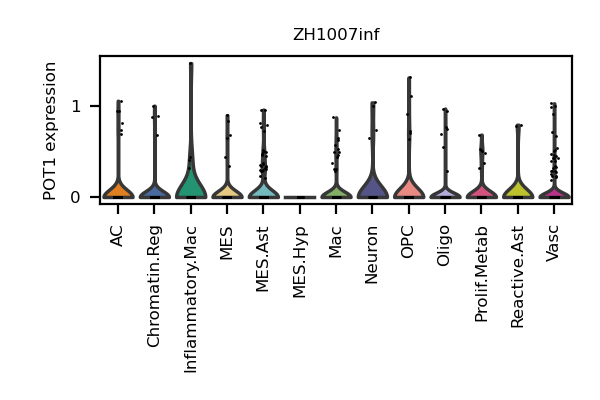 ZH1007inf
POT1 expression
1
0
AC
Chromatin.Reg
Inflammatory.Mac
MES
MES.Ast
MES.Hyp
Mac
Neuron
OPC
Oligo
Prolif.Metab
Reactive.Ast
Vasc